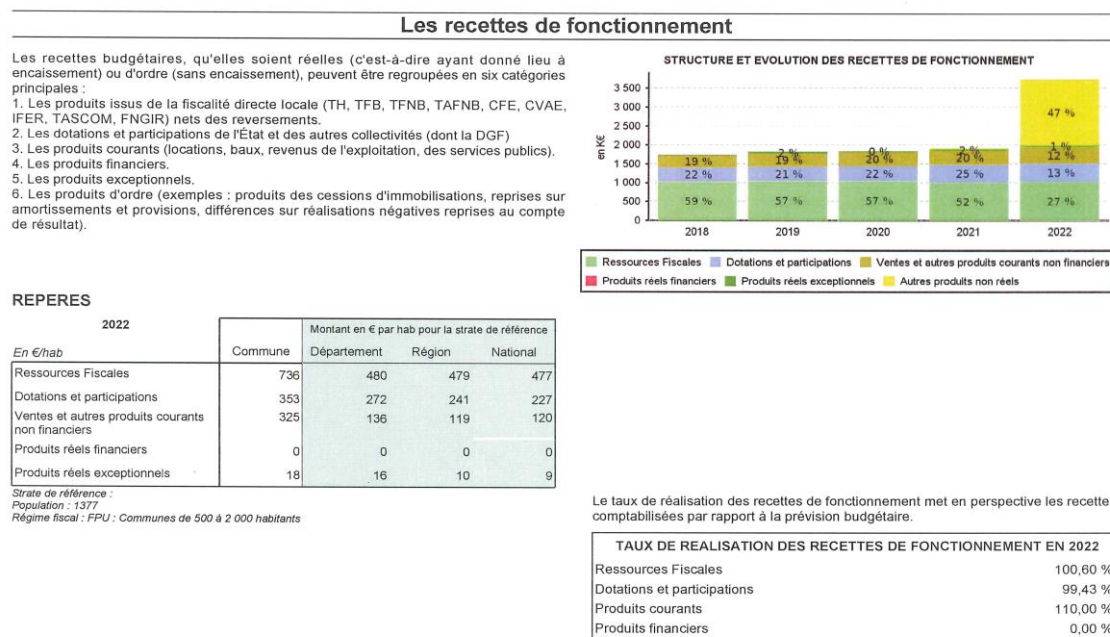 Les recettes de fonctionnement
Les recettes budgétaires, qu'elles soient réelles (c'est-à-dire ayant donné lieu à
encaissement) ou d'ordre (sans encaissement), peuvent être regroupées en six catégories
principales :
1. Les produits issus de la fiscalité directe locale (TH, TFB, TFNB, TAFNB, CFE, CVAE,
IFER, TASCOM, FNGIR) nets des reversements.
2. Les dotations et participations de l'État et des autres collectivités (dont la DGF)
3. Les produits courants (locations, baux, revenus de l'exploitation, des services publics).
4. Les produits financiers.
5. Les produits exceptionnels.
6. Les produits d'ordre (exemples : produits des cessions d'immobilisations, reprises sur
amortissements et provisions, différences sur réalisations négatives reprises au compte
de résultat).
STRUCTURE ET EVOLUTION DES RECETTES DE FONCTIONNEMENT
en K€
3 500
3 000
2 500
2 000
1 500
1 000
500
0
47 %
2 % 0 % 2 % 1 %
19 % 19 % 20 % 20 % 12 %
22 % 21 % 22 % 25 % 13 %
59 % 57 % 57 % 52 % 27 %
2018 2019 2020 2021 2022
Ressources Fiscales Dotations et participations Ventes et autres produits courants non financiers
Produits réels financiers Produits réels exceptionnels Autres produits non réels
REPERES
2022
Montant en € par hab pour la strate de référence
En €/hab Commune Département Région National
Ressources Fiscales 736 480 479 477
Dotations et participations 353 272 241 227
Ventes et autres produits courants
non financiers 325 136 119 120
Produits réels financiers 0 0 0 0
Produits réels exceptionnels 18 16 10 9
Strate de référence :
Population : 1377
Régime fiscal : FPU : Communes de 500 à 2 000 habitants
Le taux de réalisation des recettes de fonctionnement met en perspective les recette
comptabilisées par rapport à la prévision budgétaire.
TAUX DE REALISATION DES RECETTES DE FONCTIONNEMENT EN 2022
Ressources Fiscales 100,60 %
Dotations et participations 99,43 %
Produits courants 110,00 %
Produits financiers 0,00 %